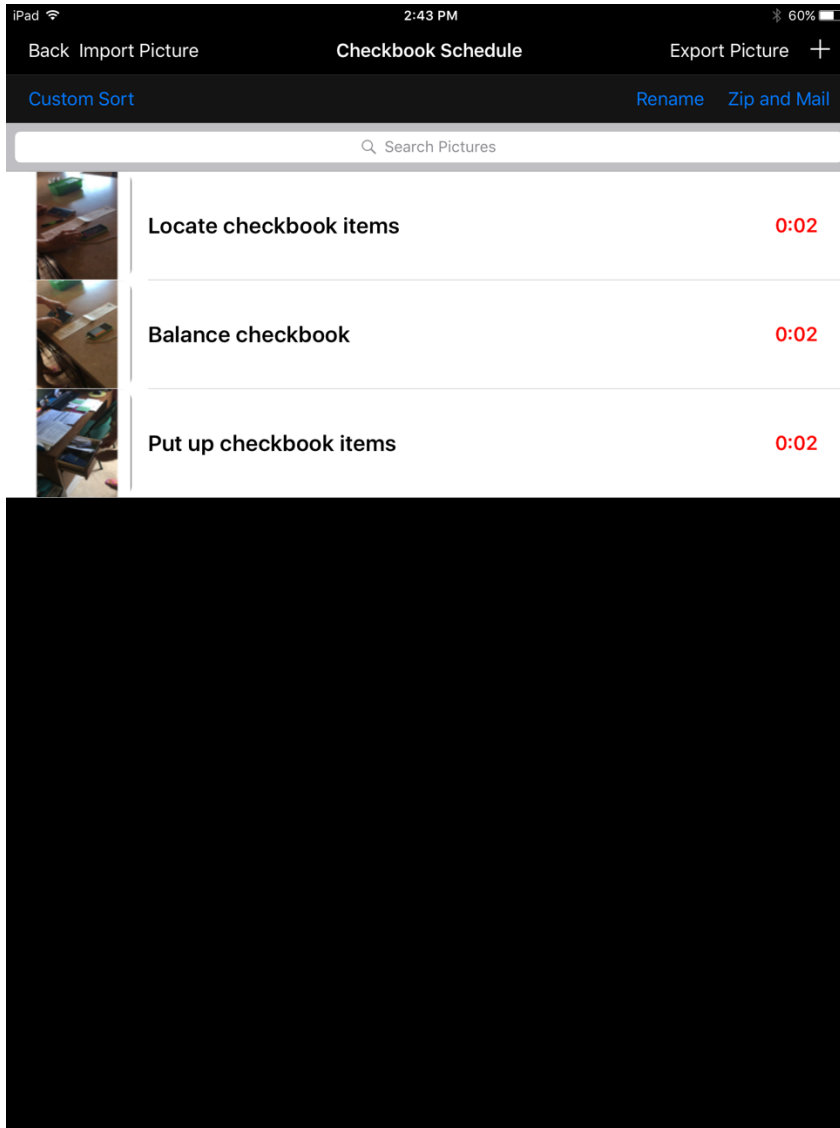 iPad 2:43 PM 60%
Back Import Picture Checkbook Schedule Export Picture +
Custom Sort Rename Zip and Mail
Search Pictures
Locate checkbook items 0:02
Balance checkbook 0:02
Put up checkbook items 0:02